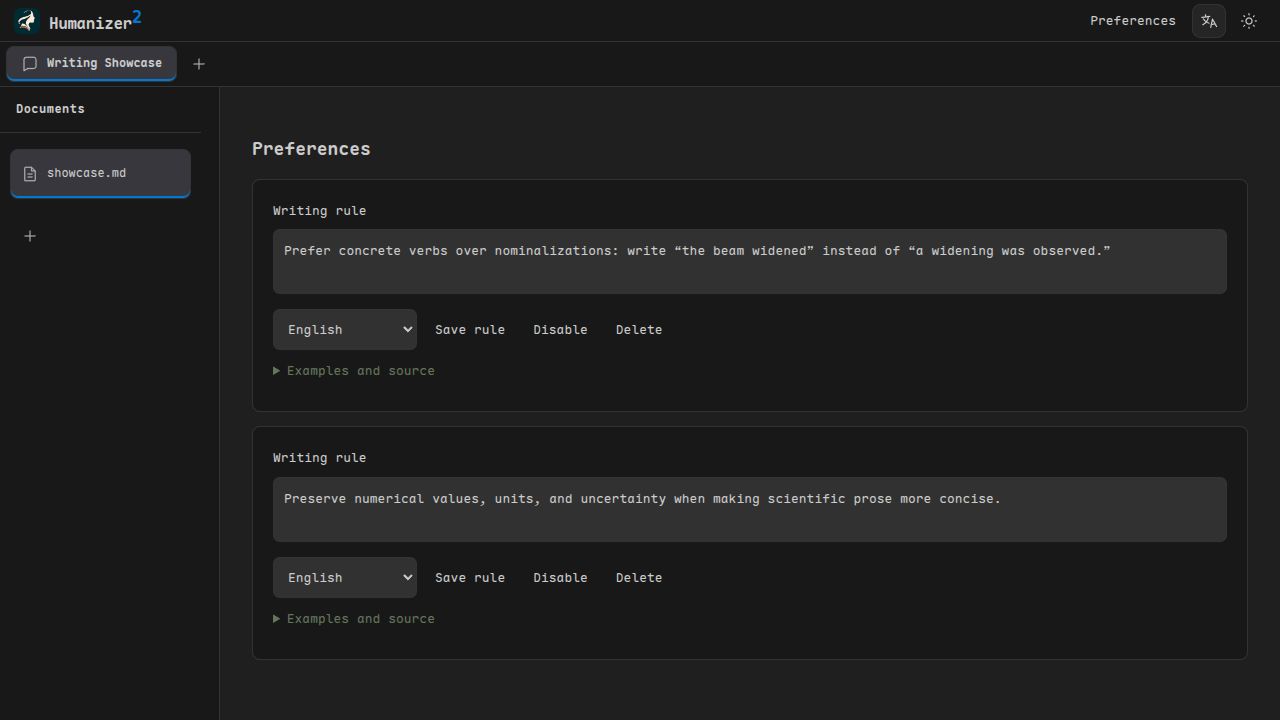 Humanizer2
Preferences
Writing Showcase
Documents
showcase.md
Preferences
Writing rule
Prefer concrete verbs over nominalizations: write “the beam widened” instead of “a widening was observed.”
English
Save rule
Disable
Delete
Examples and source
Writing rule
Preserve numerical values, units, and uncertainty when making scientific prose more concise.
English
Save rule
Disable
Delete
Examples and source